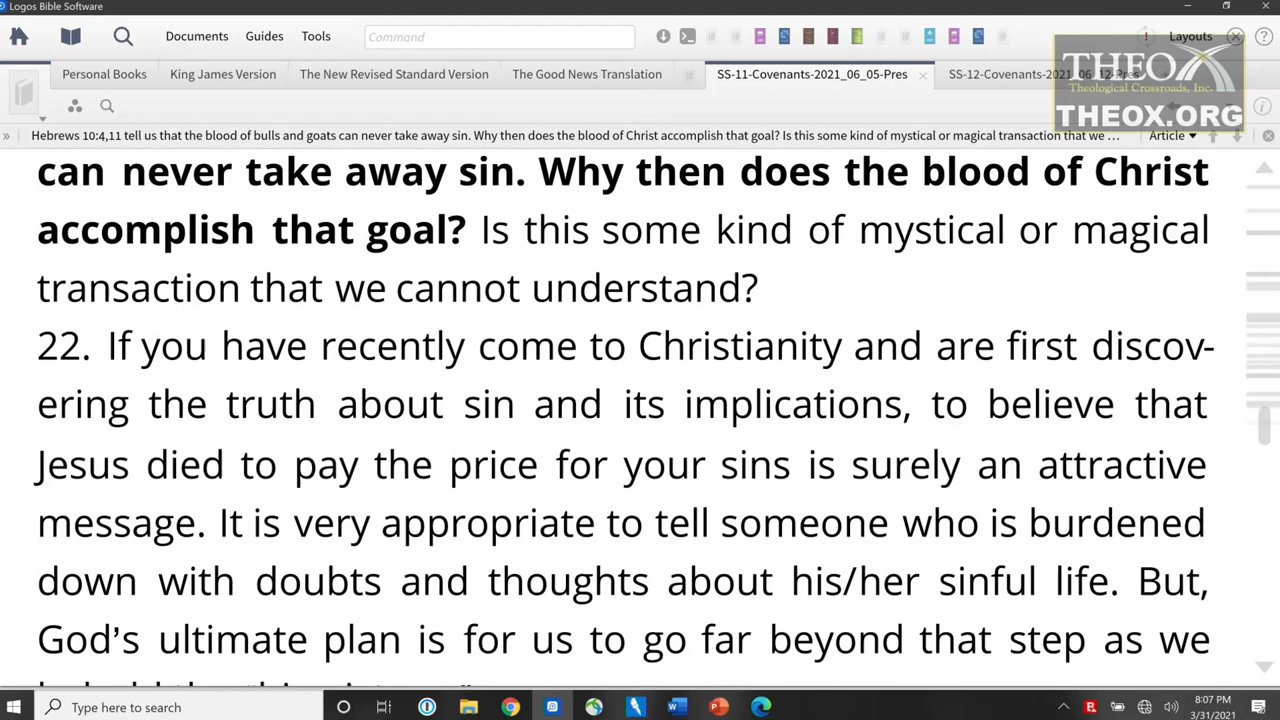 Logos Bible Software
Documents Guides Tools Command Layouts
THEOX
Theological Crossroads, Inc.
THEOX.ORG
Personal Books King James Version The New Revised Standard Version The Good News Translation SS-11-Covenants-2021_06_05-Pres SS-12-Covenants-2021_06_12-Pres
Hebrews 10:4,11 tell us that the blood of bulls and goats can never take away sin. Why then does the blood of Christ accomplish that goal? Is this some kind of mystical or magical transaction that we … Article
can never take away sin. Why then does the blood of Christ
accomplish that goal? Is this some kind of mystical or magical
transaction that we cannot understand?
22. If you have recently come to Christianity and are first discov-
ering the truth about sin and its implications, to believe that
Jesus died to pay the price for your sins is surely an attractive
message. It is very appropriate to tell someone who is burdened
down with doubts and thoughts about his/her sinful life. But,
God's ultimate plan is for us to go far beyond that step as we
Type here to search
8:07 PM
3/31/2021